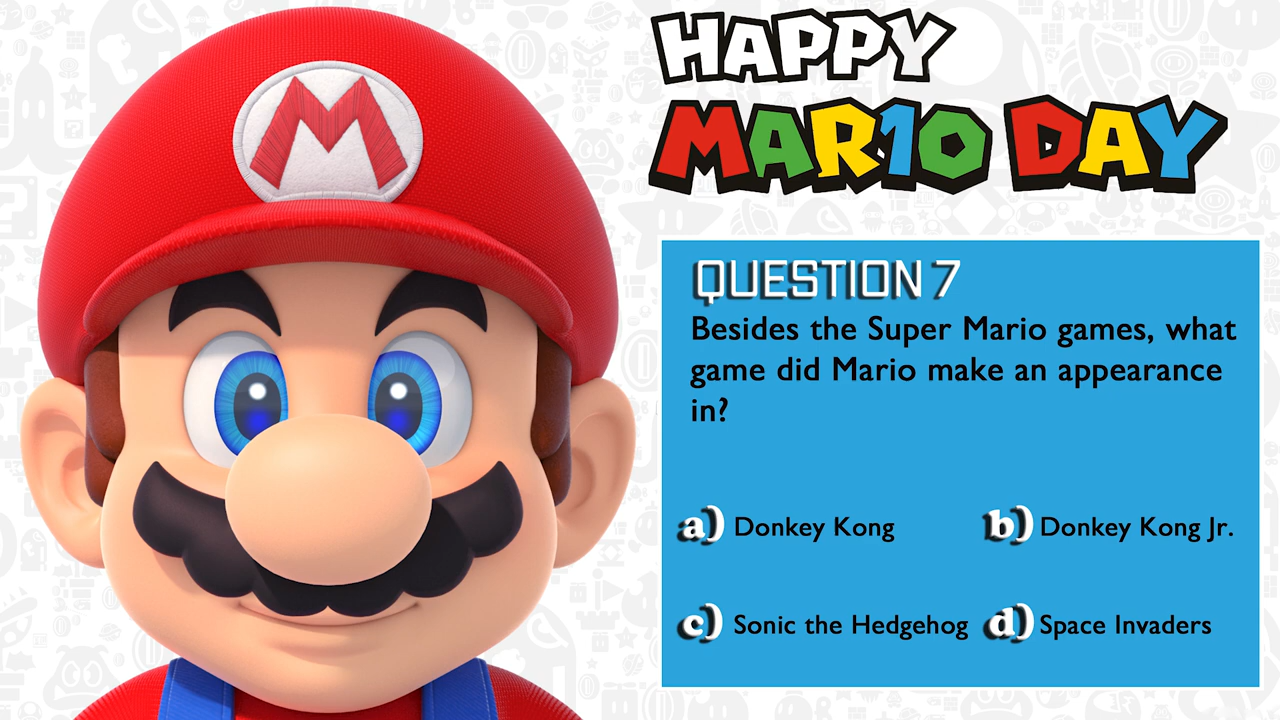 M
HAPPY
MAR10 DAY
QUESTION 7
Besides the Super Mario games, what
game did Mario make an appearance
in?
a) Donkey Kong
b) Donkey Kong Jr.
c) Sonic the Hedgehog
d) Space Invaders